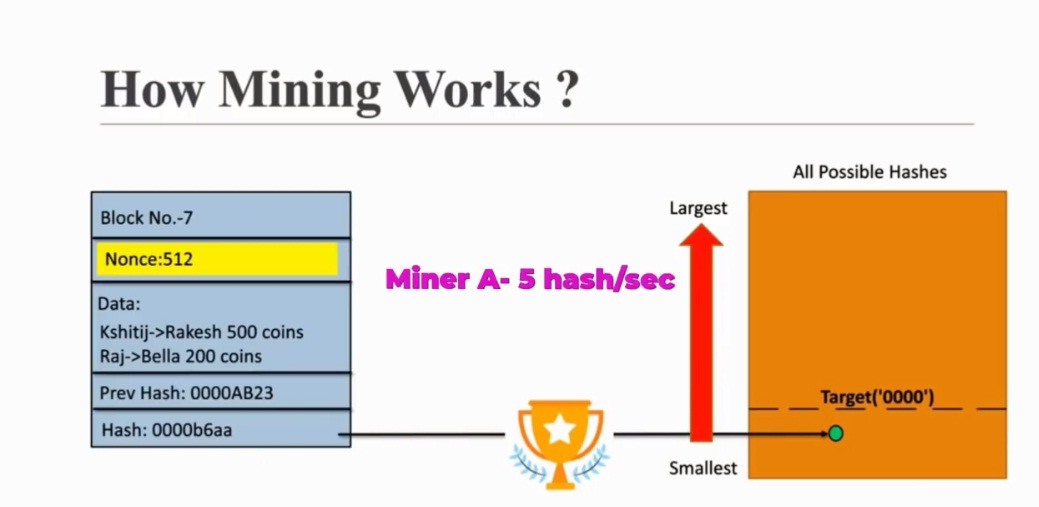 How Mining Works ?
All Possible Hashes
Largest
Block No.-7
Nonce:512
Miner A- 5 hash/sec
Data:
Kshitij->Rakesh 500 coins
Raj->Bella 200 coins
Prev Hash: 0000AB23
Target('0000')
Hash: 0000b6aa
Smallest